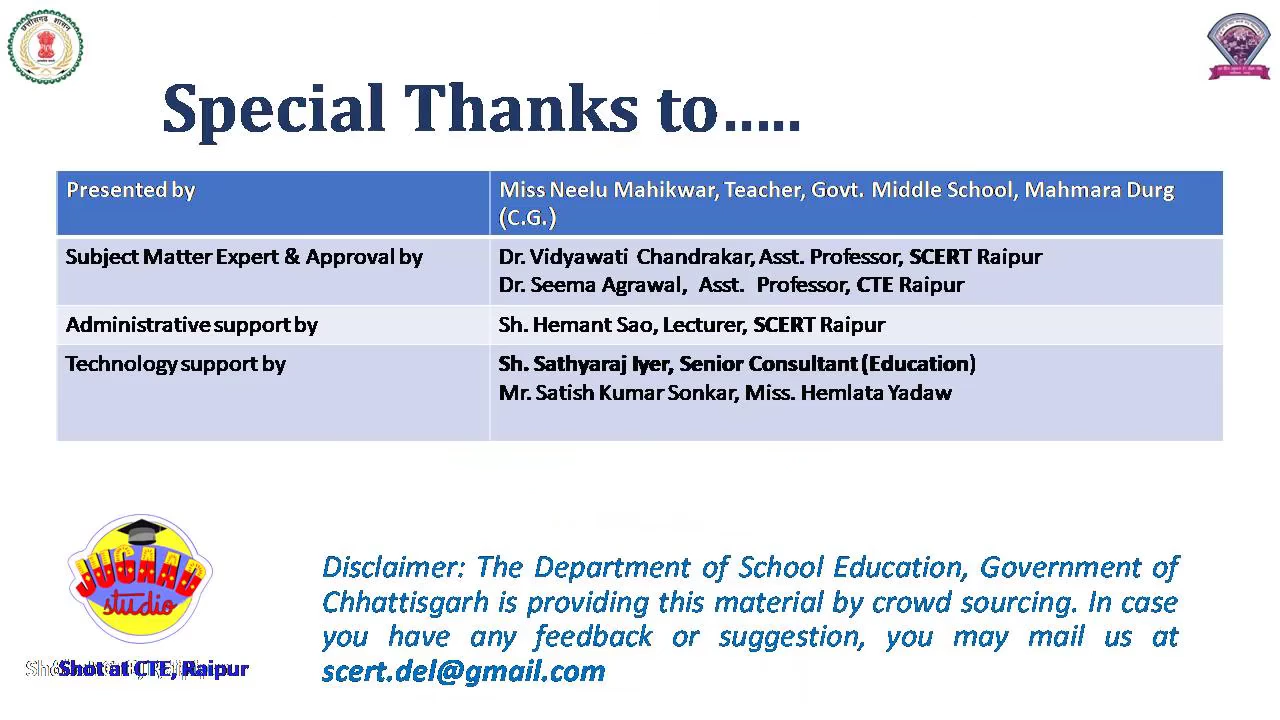 छत्तीसगढ़ शासन
Special Thanks to…..
Presented by
Miss Neelu Mahikwar, Teacher, Govt. Middle School, Mahmara Durg
(C.G.)
Subject Matter Expert & Approval by
Dr. Vidyawati Chandrakar, Asst. Professor, SCERT Raipur
Dr. Seema Agrawal, Asst. Professor, CTE Raipur
Administrative support by
Sh. Hemant Sao, Lecturer, SCERT Raipur
Technology support by
Sh. Sathyaraj Iyer, Senior Consultant (Education)
Mr. Satish Kumar Sonkar, Miss. Hemlata Yadaw
JUGAAD
studio
Shot at CTE, Raipur
Disclaimer: The Department of School Education, Government of
Chhattisgarh is providing this material by crowd sourcing. In case
you have any feedback or suggestion, you may mail us at
scert.del@gmail.com